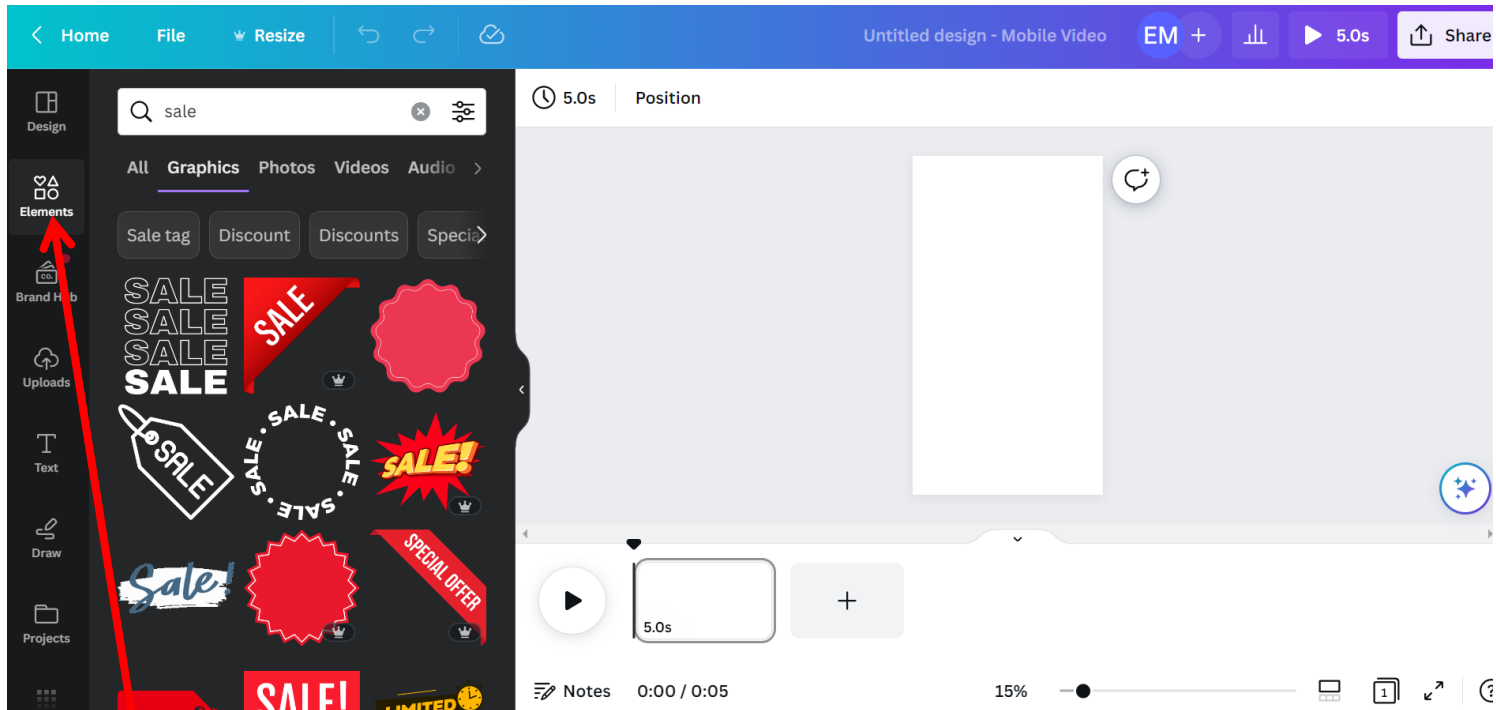 Home File Resize Untitled design - Mobile Video EM + 5.0s Share
5.0s Position
Design
Elements
Brand Hub
Uploads
Text
Draw
Projects
sale
All Graphics Photos Videos Audio
Sale tag Discount Discounts
SALE
SALE
SALE
SALE
SALE
SALE
SALE · SALE · SALE · SALE ·
SALE!
Sale!
SPECIAL OFFER
SALE!
LIMITED
CO.
5.0s
+
Notes 0:00 / 0:05 15% 1 ?